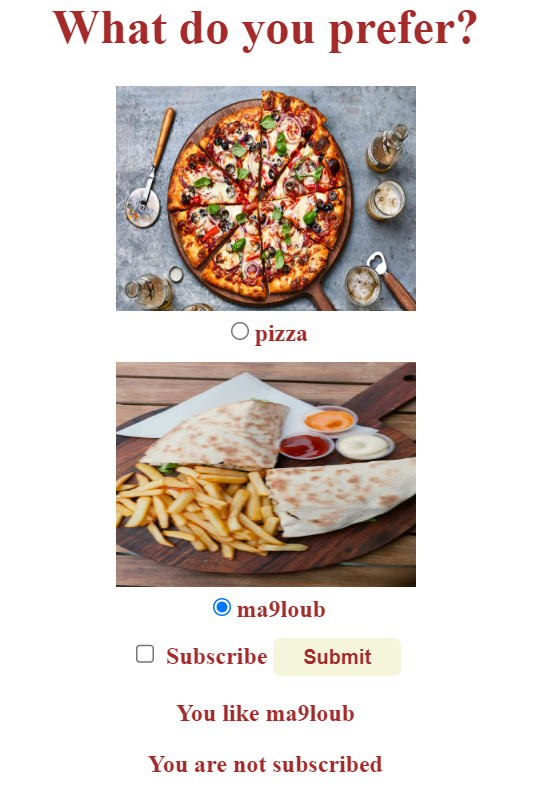 What do you prefer?
pizza
ma9loub
Subscribe Submit
You like ma9loub
You are not subscribed